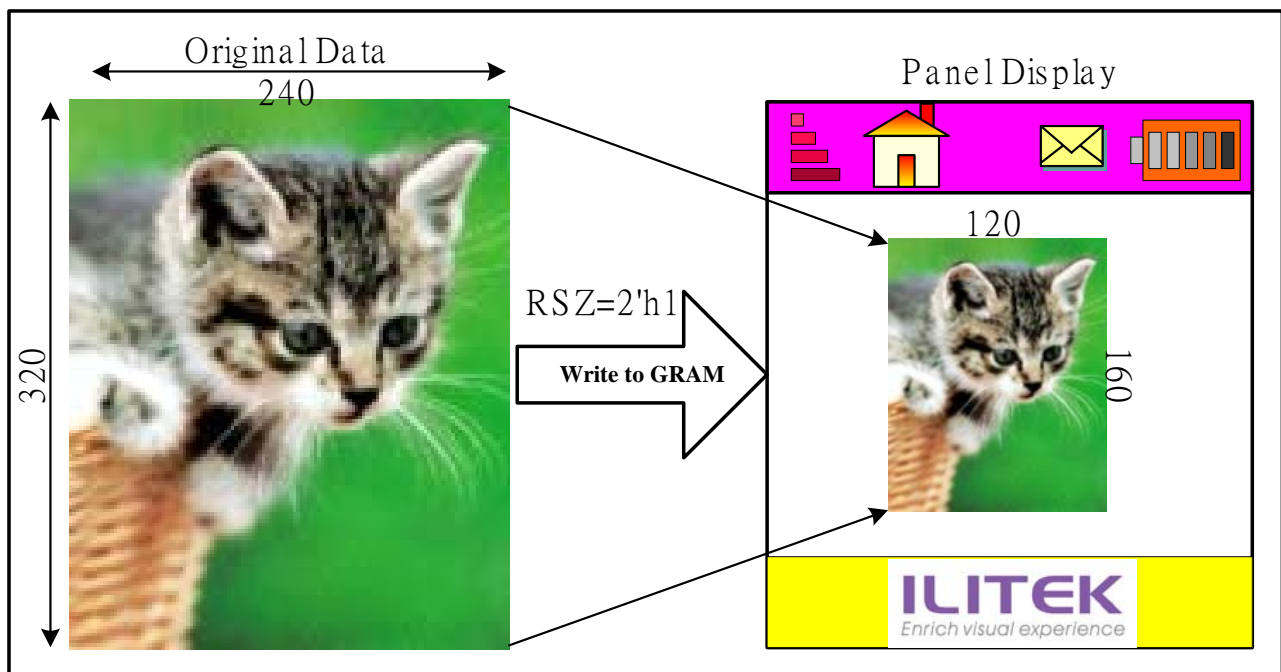 Original Data
240
320
RSZ=2'h1
Write to GRAM
Panel Display
120
160
ILITEK
Enrich visual experience